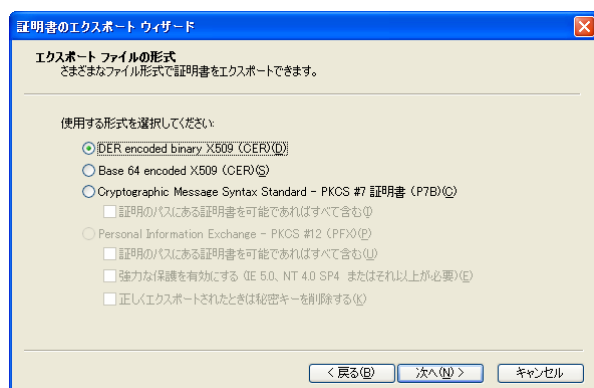 証明書のエクスポート ウィザード
エクスポート ファイルの形式
さまざまなファイル形式で証明書をエクスポートできます。
使用する形式を選択してください:
DER encoded binary X.509 (CER)(D)
Base 64 encoded X.509 (CER)(S)
Cryptographic Message Syntax Standard - PKCS #7 証明書 (P7B)(C)
証明のパスにある証明書を可能であればすべて含む(I)
Personal Information Exchange - PKCS #12 (PFX)(P)
証明のパスにある証明書を可能であればすべて含む(U)
強力な保護を有効にする (IE 5.0、NT 4.0 SP4 またはそれ以上が必要)(E)
正しくエクスポートされたときは秘密キーを削除する(K)
< 戻る(B) 次へ(N) > キャンセル